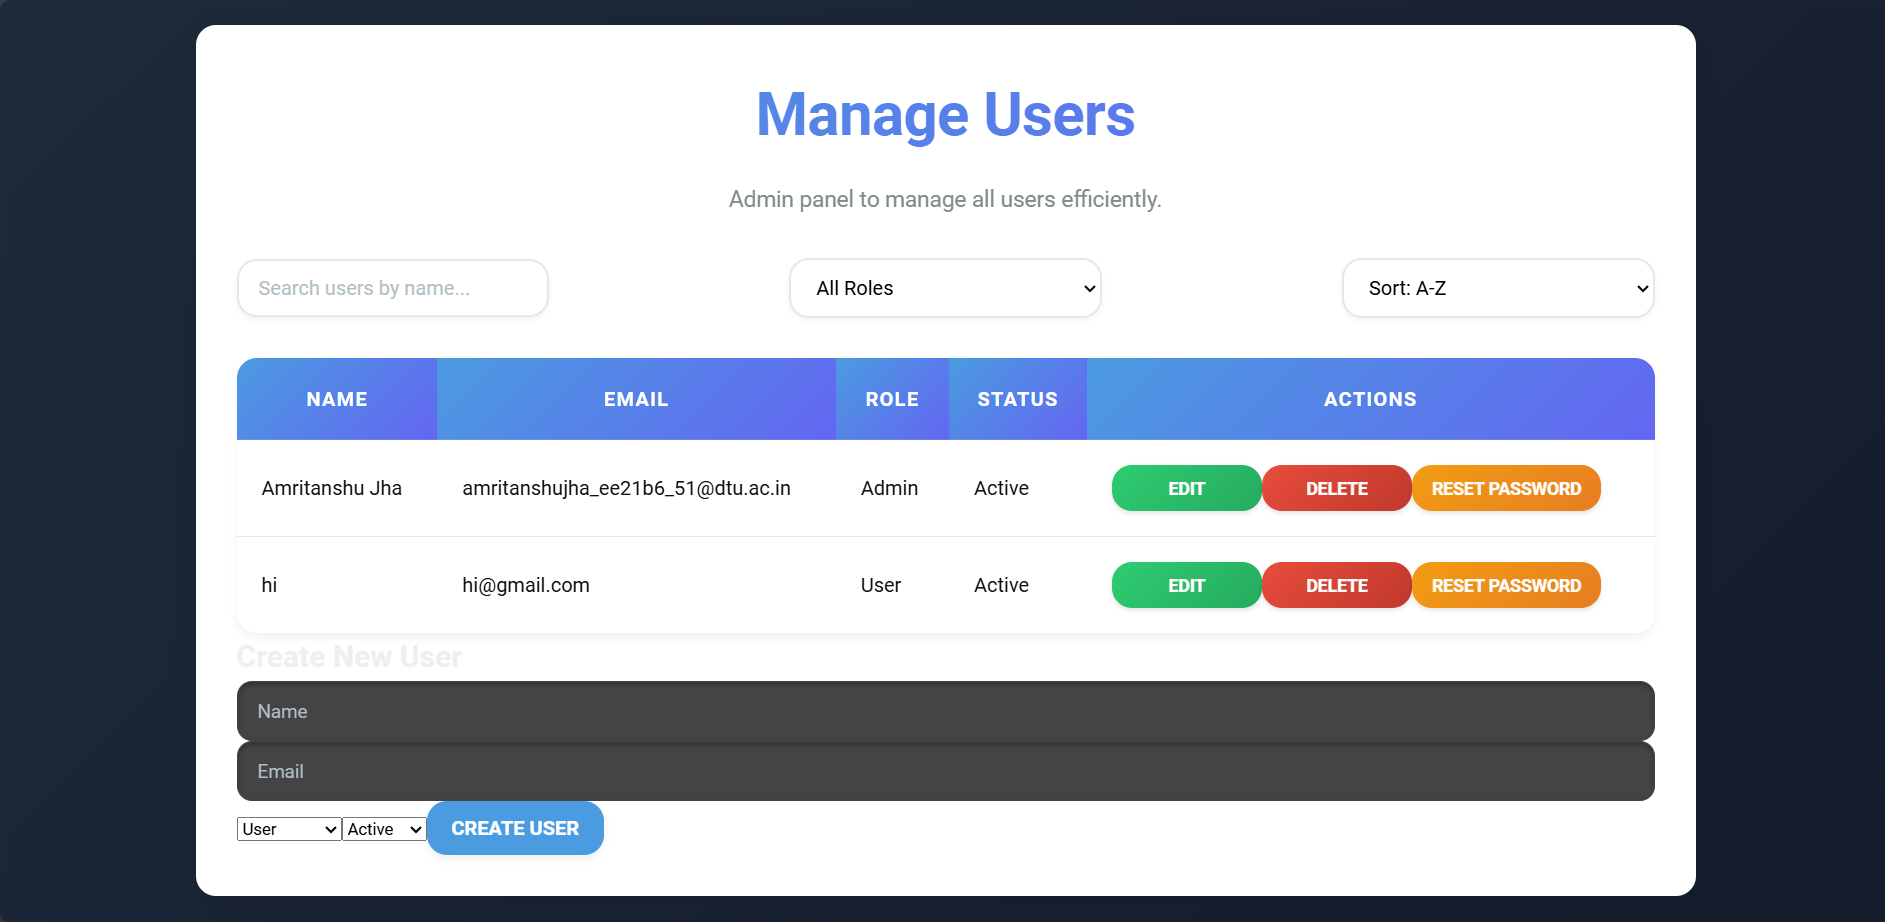 Manage Users
Admin panel to manage all users efficiently.
Search users by name... All Roles Sort: A-Z
NAME EMAIL ROLE STATUS ACTIONS
Amritanshu Jha amritanshujha_ee21b6_51@dtu.ac.in Admin Active EDIT DELETE RESET PASSWORD
hi hi@gmail.com User Active EDIT DELETE RESET PASSWORD
Create New User
Name
Email
User Active CREATE USER